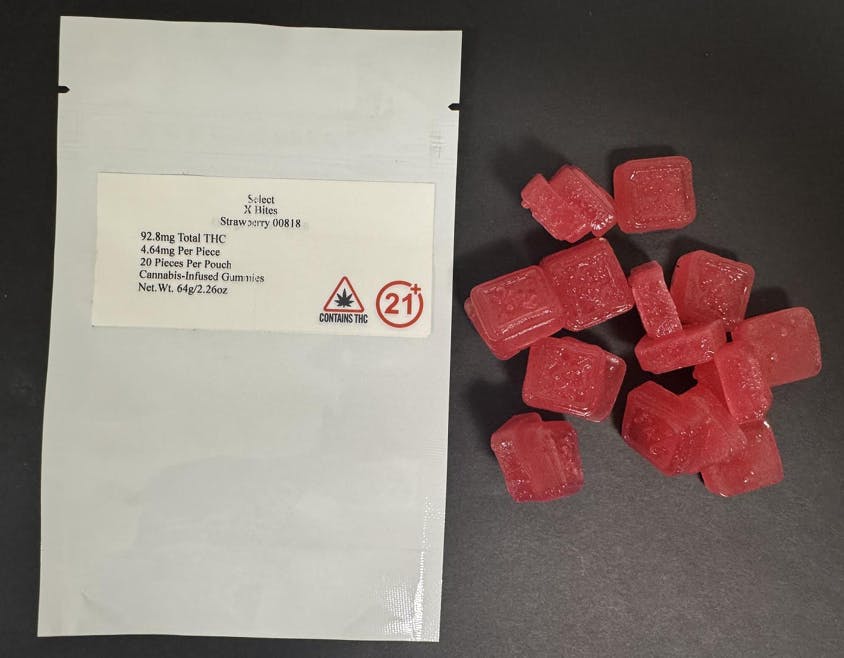 Select
X Bites
Strawberry 00818
92.8mg Total THC
4.64mg Per Piece
20 Pieces Per Pouch
Cannabis-Infused Gummies
Net.Wt. 64g/2.26oz
CONTAINS THC
21+